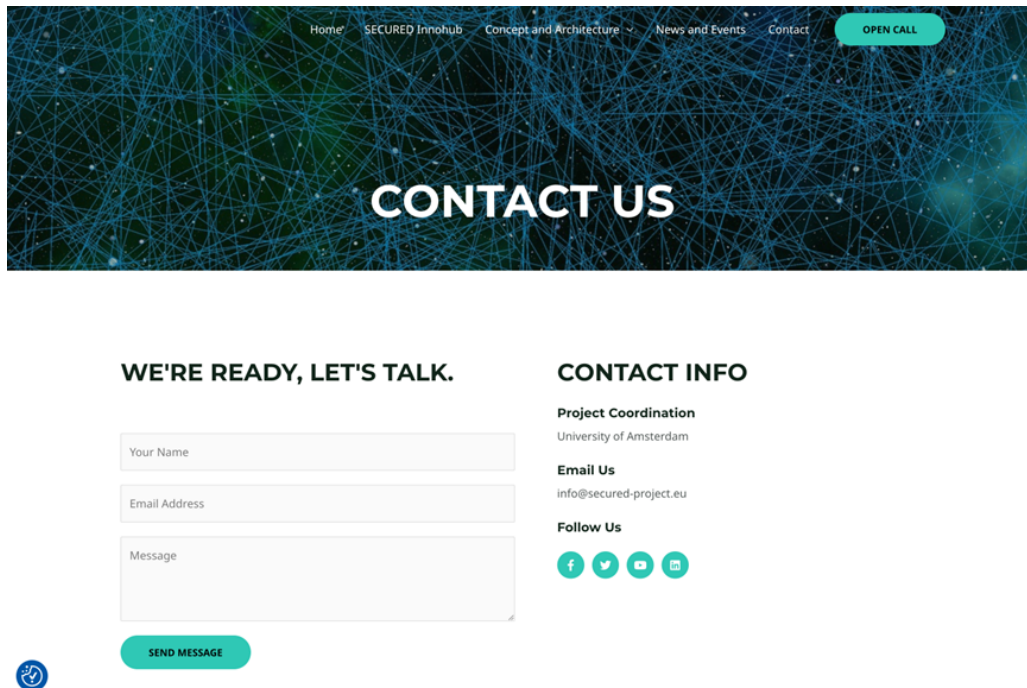 Home SECURED Innohub Concept and Architecture News and Events Contact OPEN CALL
CONTACT US
WE'RE READY, LET'S TALK.
Your Name
Email Address
Message
SEND MESSAGE
CONTACT INFO
Project Coordination
University of Amsterdam
Email Us
info@secured-project.eu
Follow Us